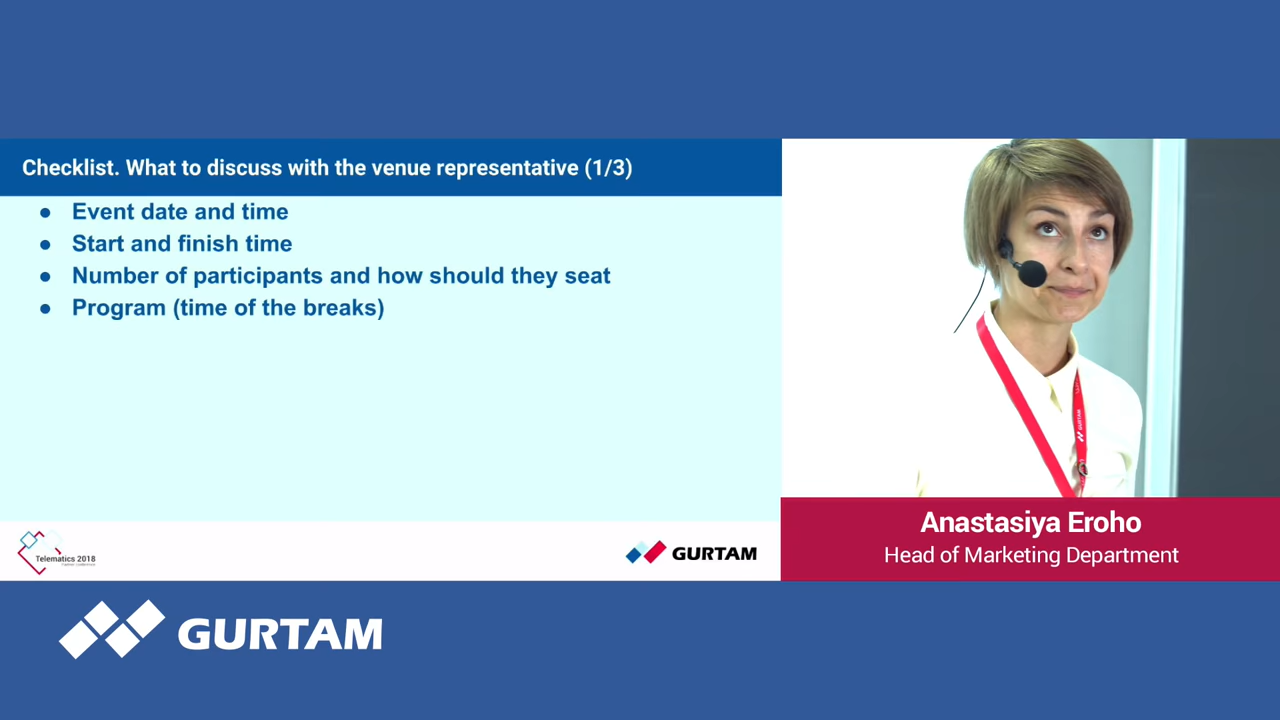 Checklist. What to discuss with the venue representative (1/3)
● Event date and time
● Start and finish time
● Number of participants and how should they seat
● Program (time of the breaks)
Telematics 2018
GURTAM
GURTAM
Anastasiya Eroho
Head of Marketing Department
GURTAM